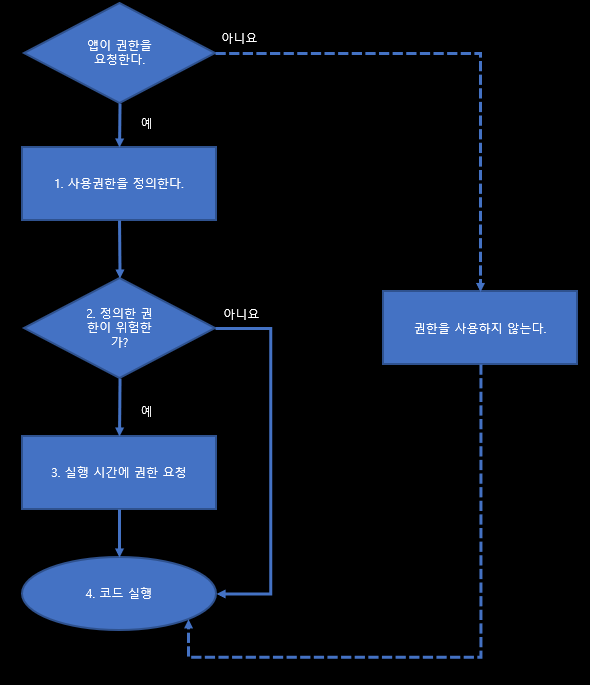 앱이 권한을
요청한다.
아니요
예
1. 사용권한을 정의한다.
2. 정의한 권
한이 위험한
가?
아니요
권한을 사용하지 않는다.
예
3. 실행 시간에 권한 요청
4. 코드 실행